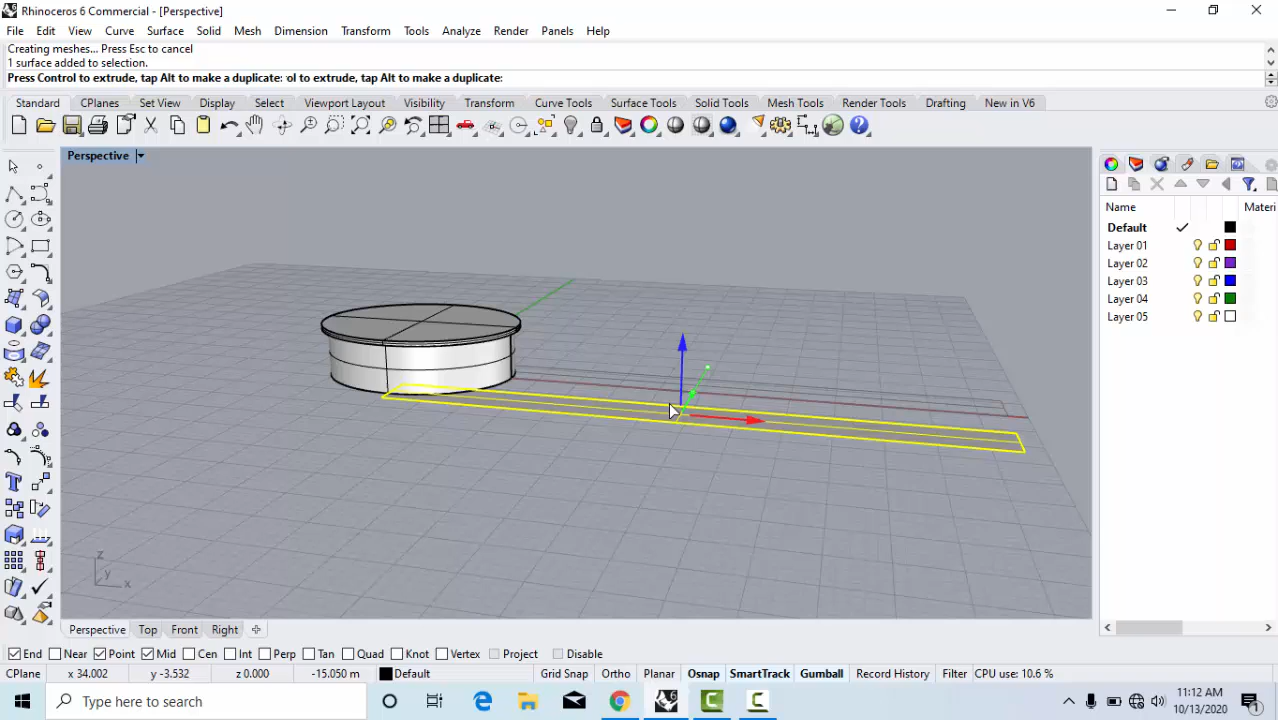 Rhinoceros 6 Commercial - [Perspective]
File Edit View Curve Surface Solid Mesh Dimension Transform Tools Analyze Render Panels Help
Creating meshes... Press Esc to cancel
1 surface added to selection.
Press Control to extrude, tap Alt to make a duplicate: ol to extrude, tap Alt to make a duplicate:
Standard CPlanes Set View Display Select Viewport Layout Visibility Transform Curve Tools Surface Tools Solid Tools Mesh Tools Render Tools Drafting New in V6
Perspective
Name Materi
Default
Layer 01
Layer 02
Layer 03
Layer 04
Layer 05
z
y
x
Perspective Top Front Right
End Near Point Mid Cen Int Perp Tan Quad Knot Vertex Project Disable
CPlane x 34.002 y -3.532 z 0.000 -15.050 m Default Grid Snap Ortho Planar Osnap SmartTrack Gumball Record History Filter CPU use: 10.6 %
Type here to search
11:12 AM
10/13/2020